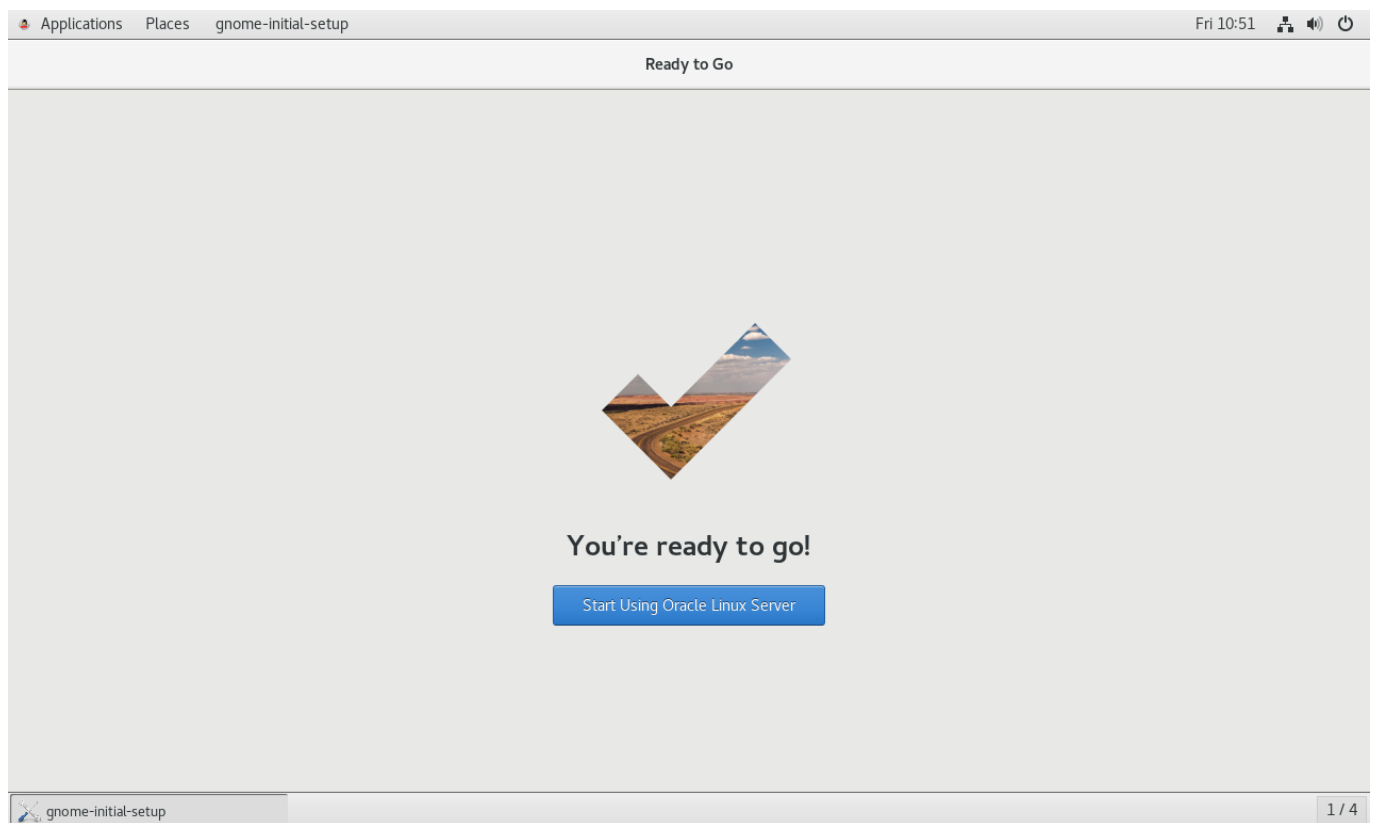 Applications Places gnome-initial-setup Fri 10:51
Ready to Go
You're ready to go!
Start Using Oracle Linux Server
gnome-initial-setup 1 / 4